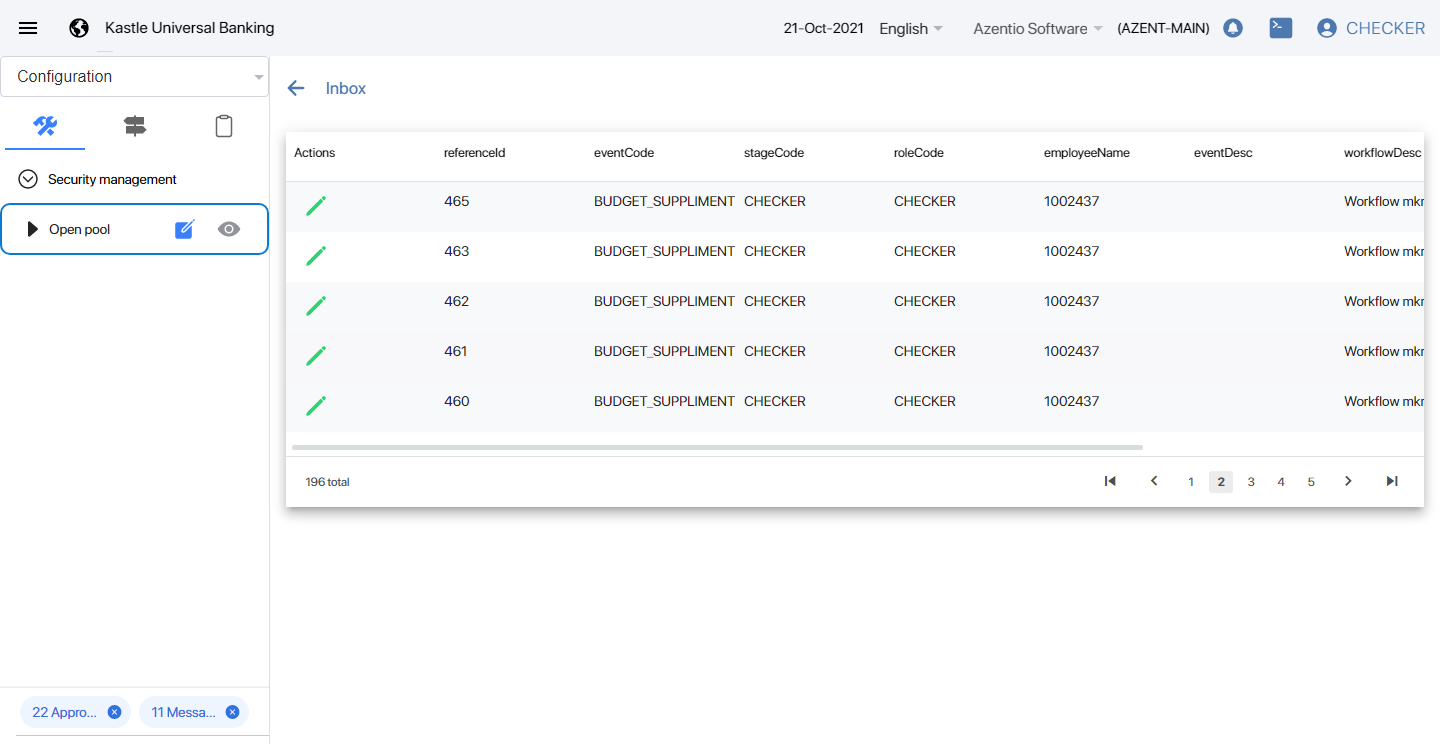 Kastle Universal Banking 21-Oct-2021 English Azentio Software (AZENT-MAIN) CHECKER
Configuration
Inbox
Security management
Open pool
Actions referenceId eventCode stageCode roleCode employeeName eventDesc workflowDesc
465 BUDGET_SUPPLIMENT CHECKER CHECKER 1002437 Workflow mkr
463 BUDGET_SUPPLIMENT CHECKER CHECKER 1002437 Workflow mkr
462 BUDGET_SUPPLIMENT CHECKER CHECKER 1002437 Workflow mkr
461 BUDGET_SUPPLIMENT CHECKER CHECKER 1002437 Workflow mkr
460 BUDGET_SUPPLIMENT CHECKER CHECKER 1002437 Workflow mkr
196 total 1 2 3 4 5
22 Appro... 11 Messa...